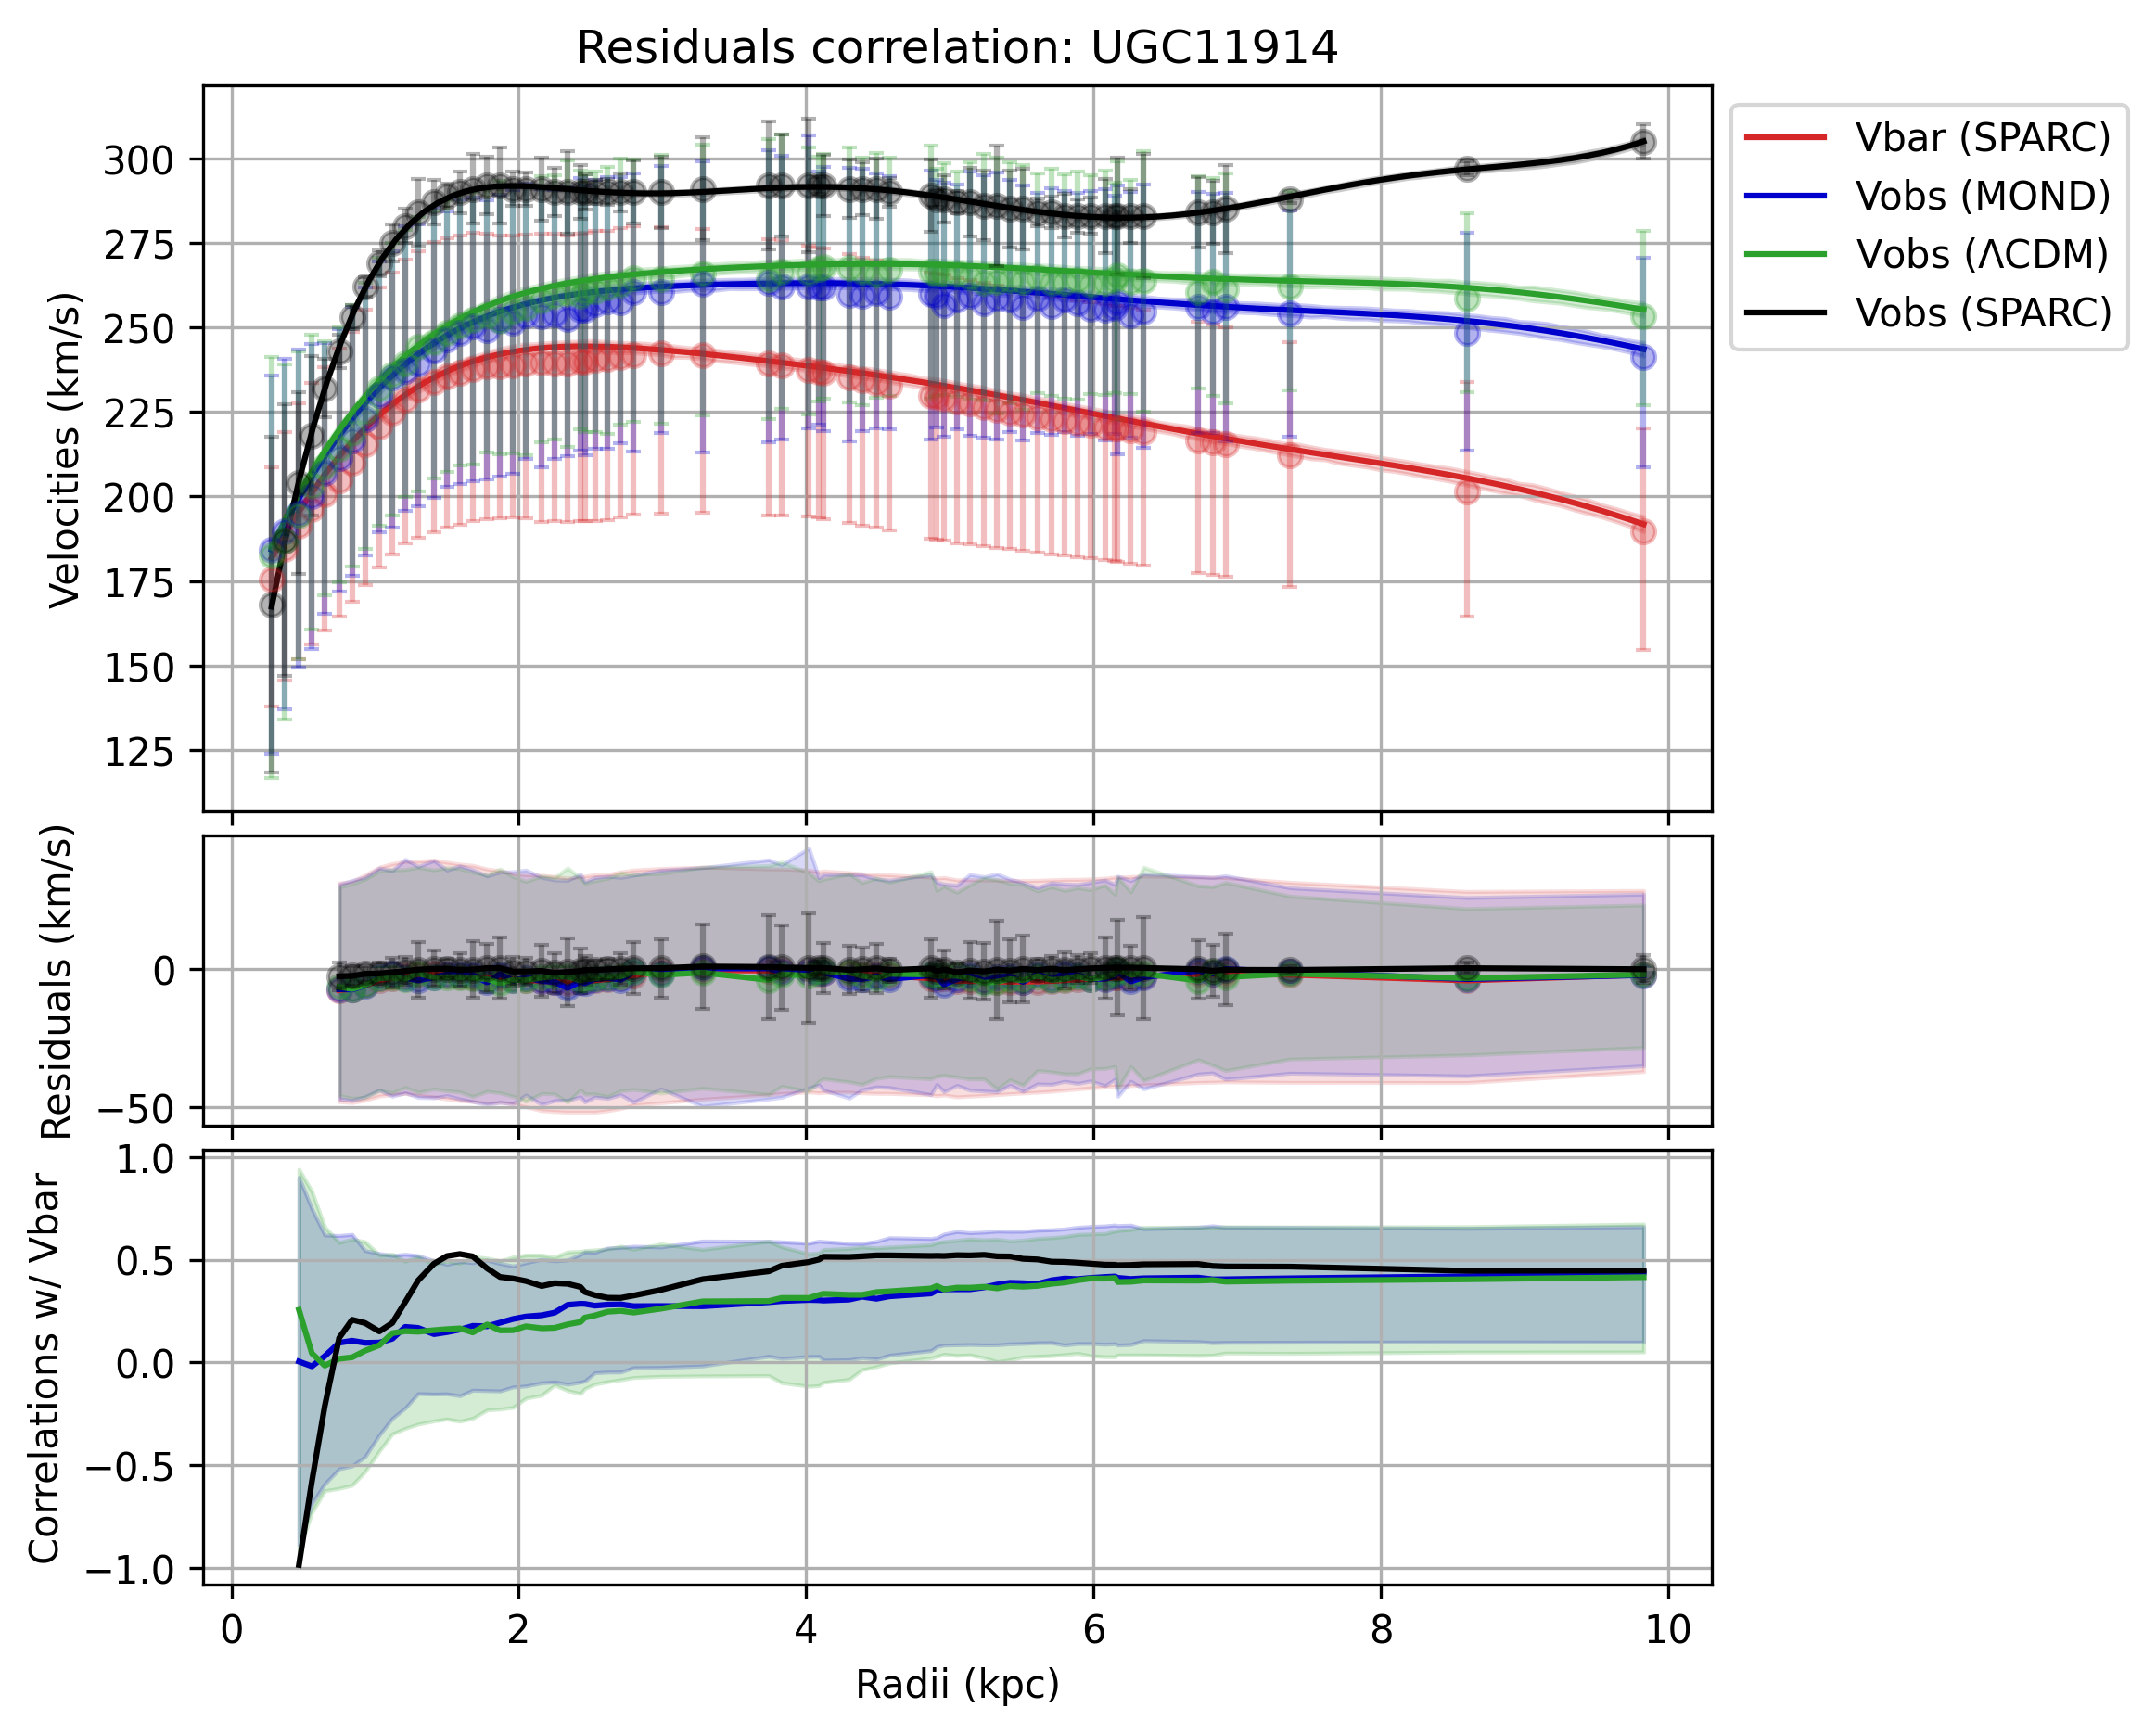 Residuals correlation: UGC11914
Velocities (km/s)
300
275
250
225
200
175
150
125
Vbar (SPARC)
Vobs (MOND)
Vobs (ΛCDM)
Vobs (SPARC)
Residuals (km/s)
0
−50
Correlations w/ Vbar
1.0
0.5
0.0
−0.5
−1.0
0 2 4 6 8 10
Radii (kpc)